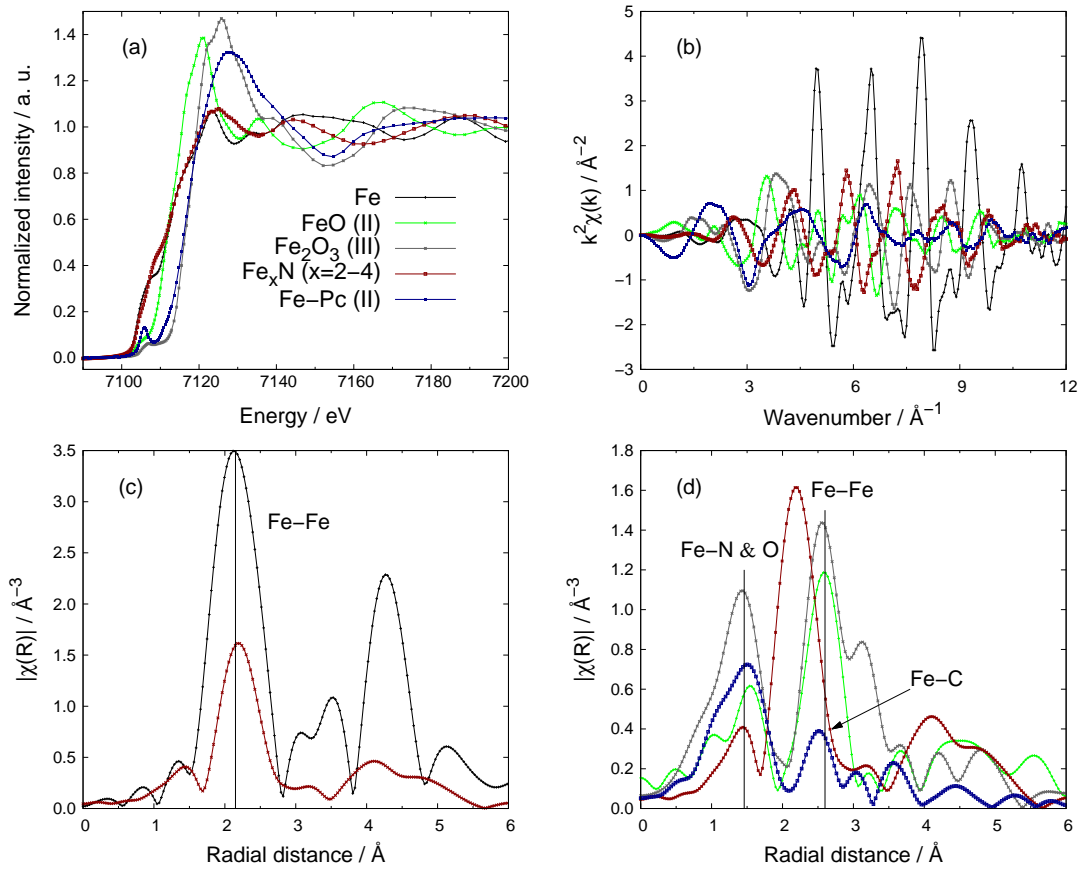 (a)
Normalized intensity / a. u.
1.4
1.2
1.0
0.8
0.6
0.4
0.2
0.0
Fe
FeO (II)
Fe₂O₃ (III)
FeₓN (x=2−4)
Fe−Pc (II)
7100 7120 7140 7160 7180 7200
Energy / eV
(b)
k²χ(k) / Å⁻²
5
4
3
2
1
0
−1
−2
−3
0 3 6 9 12
Wavenumber / Å⁻¹
(c)
|χ(R)| / Å⁻³
3.5
3.0
2.5
2.0
1.5
1.0
0.5
0.0
Fe−Fe
0 1 2 3 4 5 6
Radial distance / Å
(d)
|χ(R)| / Å⁻³
1.8
1.6
1.4
1.2
1.0
0.8
0.6
0.4
0.2
0.0
Fe−Fe
Fe−N & O
Fe−C
0 1 2 3 4 5 6
Radial distance / Å